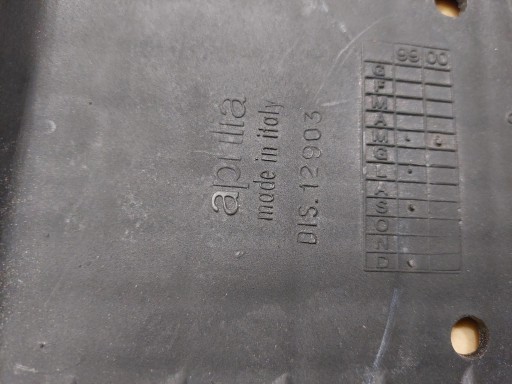 aprilia
made in italy
DIS. 12903
99 00
G
F
M
A
M
G
L
A
S
O
N
D